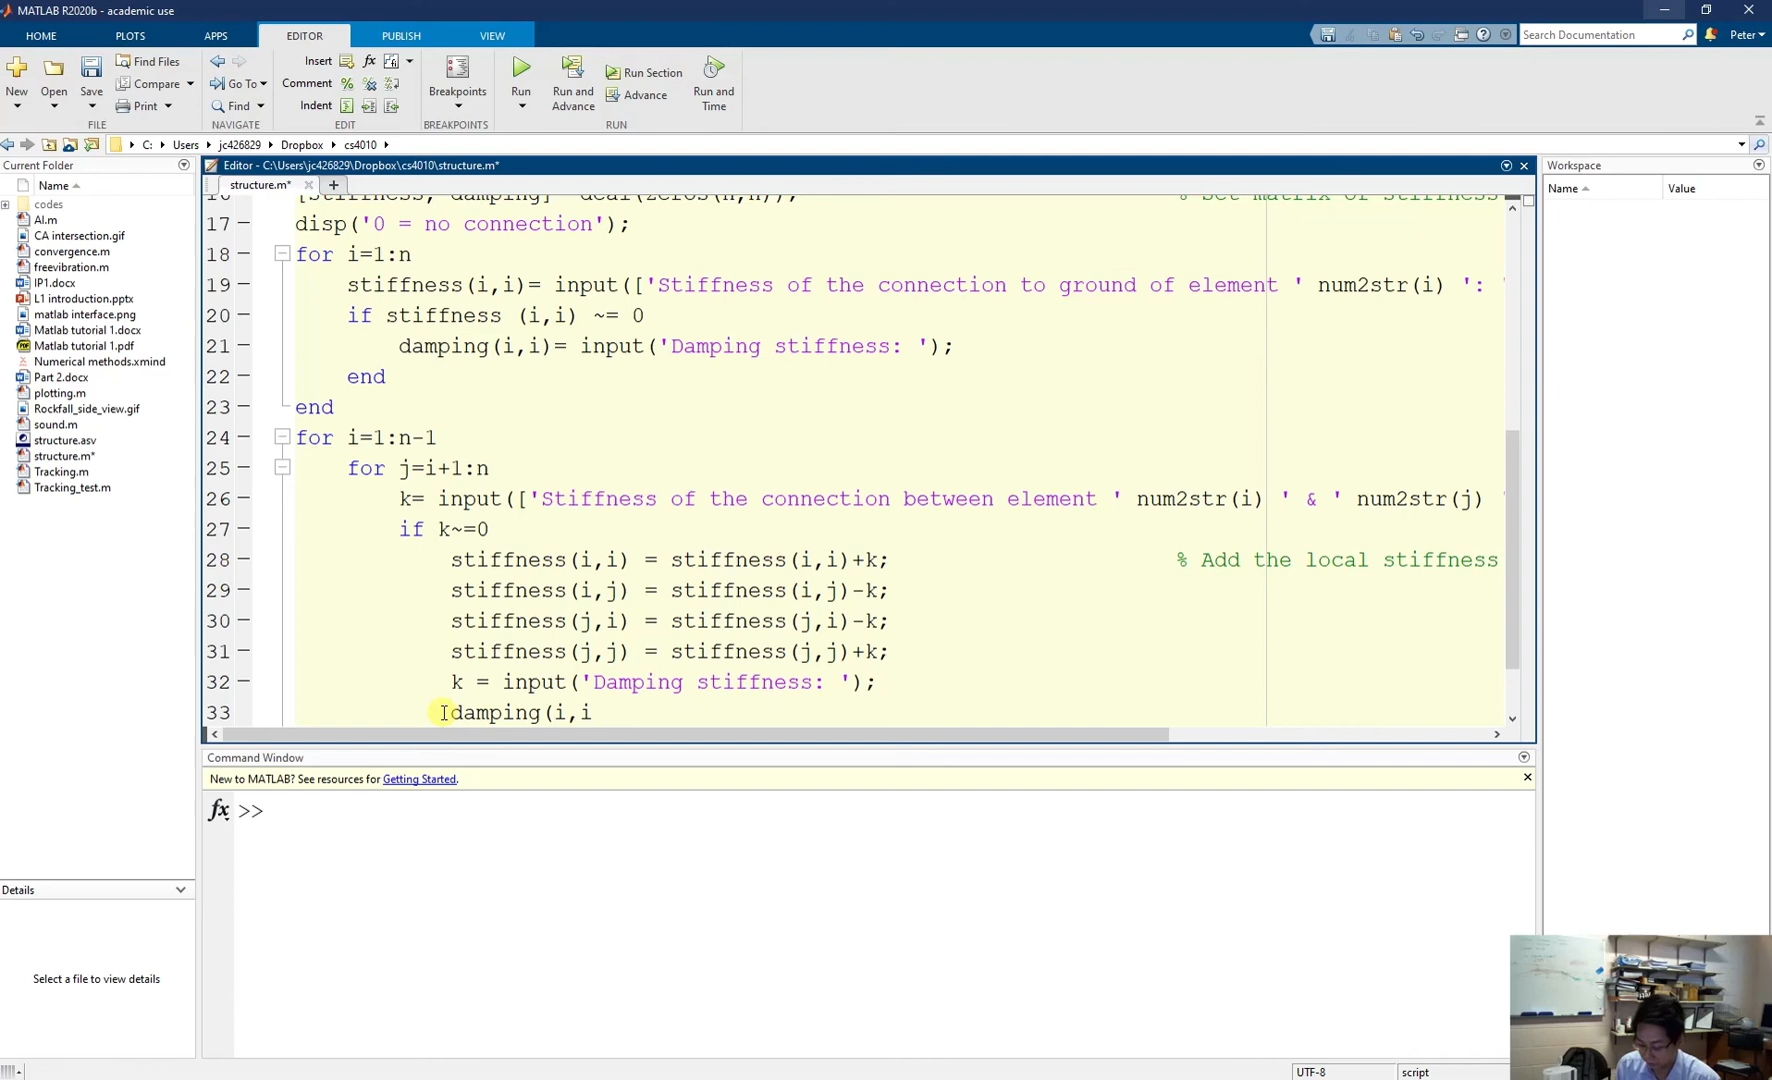 MATLAB R2020b - academic use
HOME PLOTS APPS EDITOR PUBLISH VIEW
Search Documentation Peter
New Open Save Find Files Compare Print
Go To Find
Insert fx Comment % Indent
Breakpoints
Run Run and Advance Run Section Advance Run and Time
FILE NAVIGATE EDIT BREAKPOINTS RUN
C: Users jc426829 Dropbox cs4010
Current Folder
Name
codes
AI.m
CA intersection.gif
convergence.m
freevibration.m
IP1.docx
L1 introduction.pptx
matlab interface.png
Matlab tutorial 1.docx
Matlab tutorial 1.pdf
Numerical methods.xmind
Part 2.docx
plotting.m
Rockfall_side_view.gif
sound.m
structure.asv
structure.m*
Tracking.m
Tracking_test.m
Details
Select a file to view details
Editor - C:\Users\jc426829\Dropbox\cs4010\structure.m*
structure.m*
17 disp('0 = no connection');
18 for i=1:n
19 stiffness(i,i)= input(['Stiffness of the connection to ground of element ' num2str(i) ': '
20 if stiffness (i,i) ~= 0
21 damping(i,i)= input('Damping stiffness: ');
22 end
23 end
24 for i=1:n-1
25 for j=i+1:n
26 k= input(['Stiffness of the connection between element ' num2str(i) ' & ' num2str(j) '
27 if k~=0
28 stiffness(i,i) = stiffness(i,i)+k; % Add the local stiffness
29 stiffness(i,j) = stiffness(i,j)-k;
30 stiffness(j,i) = stiffness(j,i)-k;
31 stiffness(j,j) = stiffness(j,j)+k;
32 k = input('Damping stiffness: ');
33 damping(i,i
Command Window
New to MATLAB? See resources for Getting Started.
fx >>
Workspace
Name Value
UTF-8 script